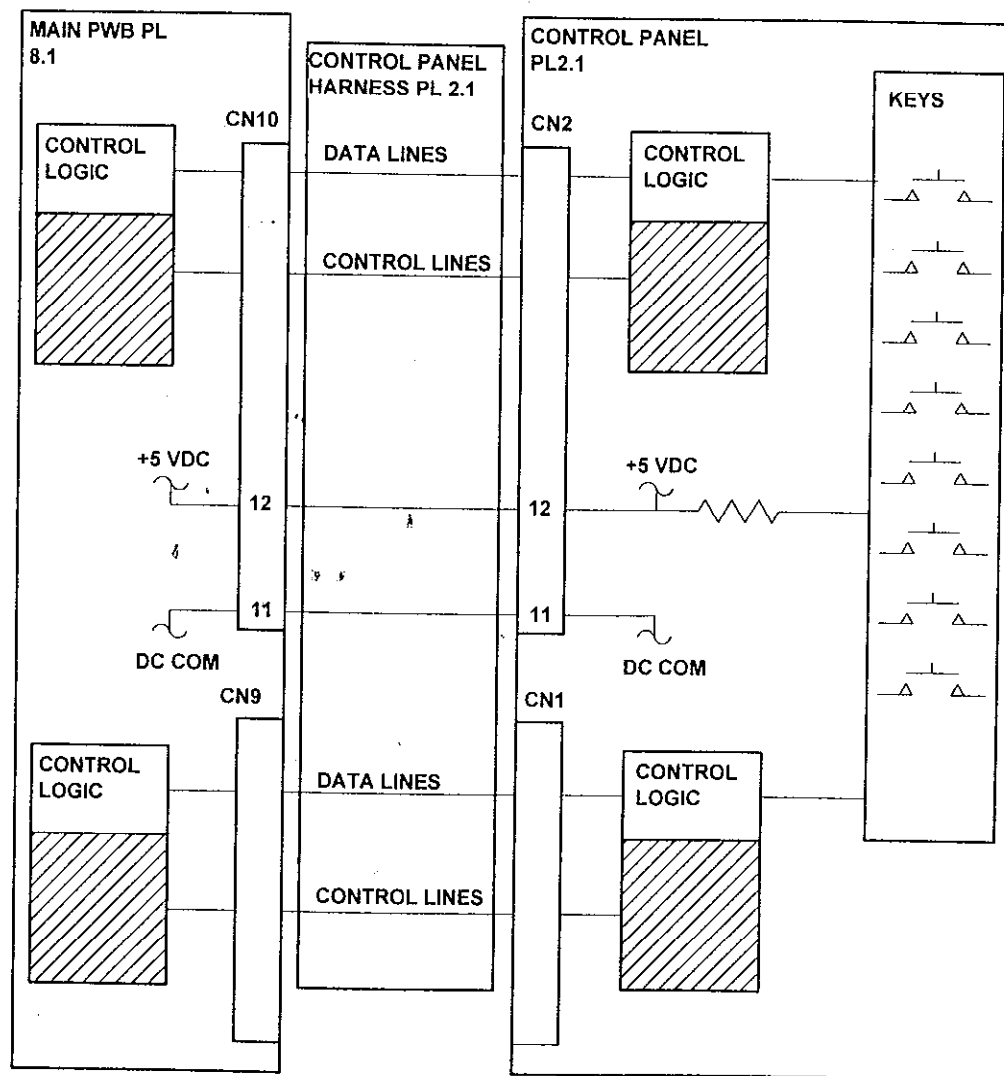 MAIN PWB PL
8.1
CONTROL PANEL
HARNESS PL 2.1
CONTROL PANEL
PL2.1
KEYS
CN10
CN2
CONTROL
LOGIC
DATA LINES
CONTROL
LOGIC
CONTROL LINES
+5 VDC
12
12
+5 VDC
11
11
DC COM
DC COM
CN9
CN1
CONTROL
LOGIC
DATA LINES
CONTROL
LOGIC
CONTROL LINES